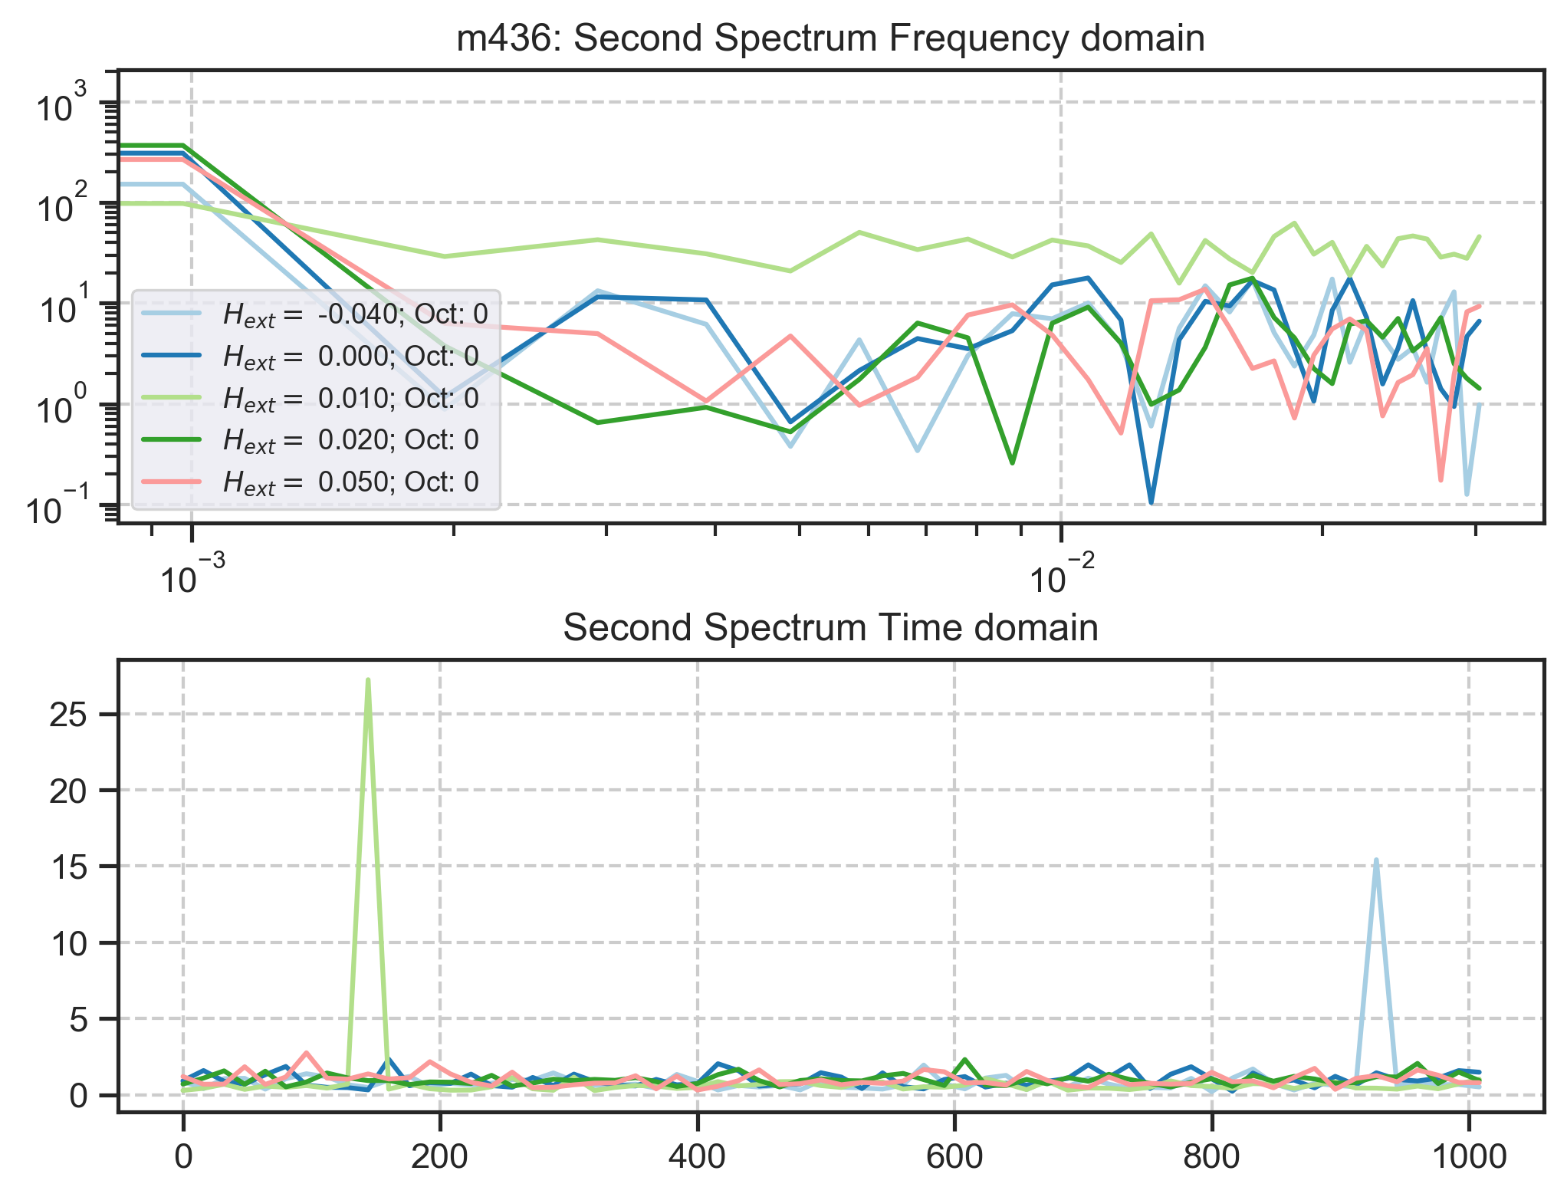 m436: Second Spectrum Frequency domain
10^3
10^2
10^1
10^0
10^−1
H_ext = -0.040; Oct: 0
H_ext = 0.000; Oct: 0
H_ext = 0.010; Oct: 0
H_ext = 0.020; Oct: 0
H_ext = 0.050; Oct: 0
10^−3 10^−2
Second Spectrum Time domain
25
20
15
10
5
0
0 200 400 600 800 1000